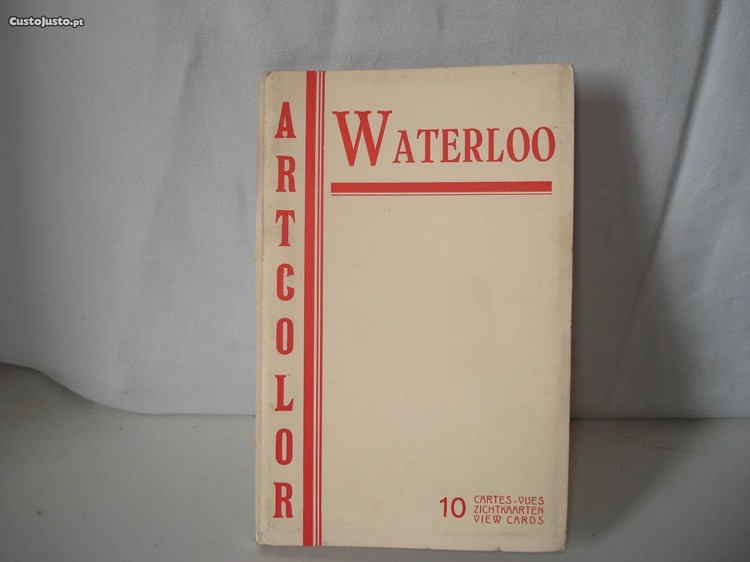 CustoJusto.pt
ARTCOLOR
WATERLOO
10 CARTES-VUES
ZICHTKAARTEN
VIEW CARDS